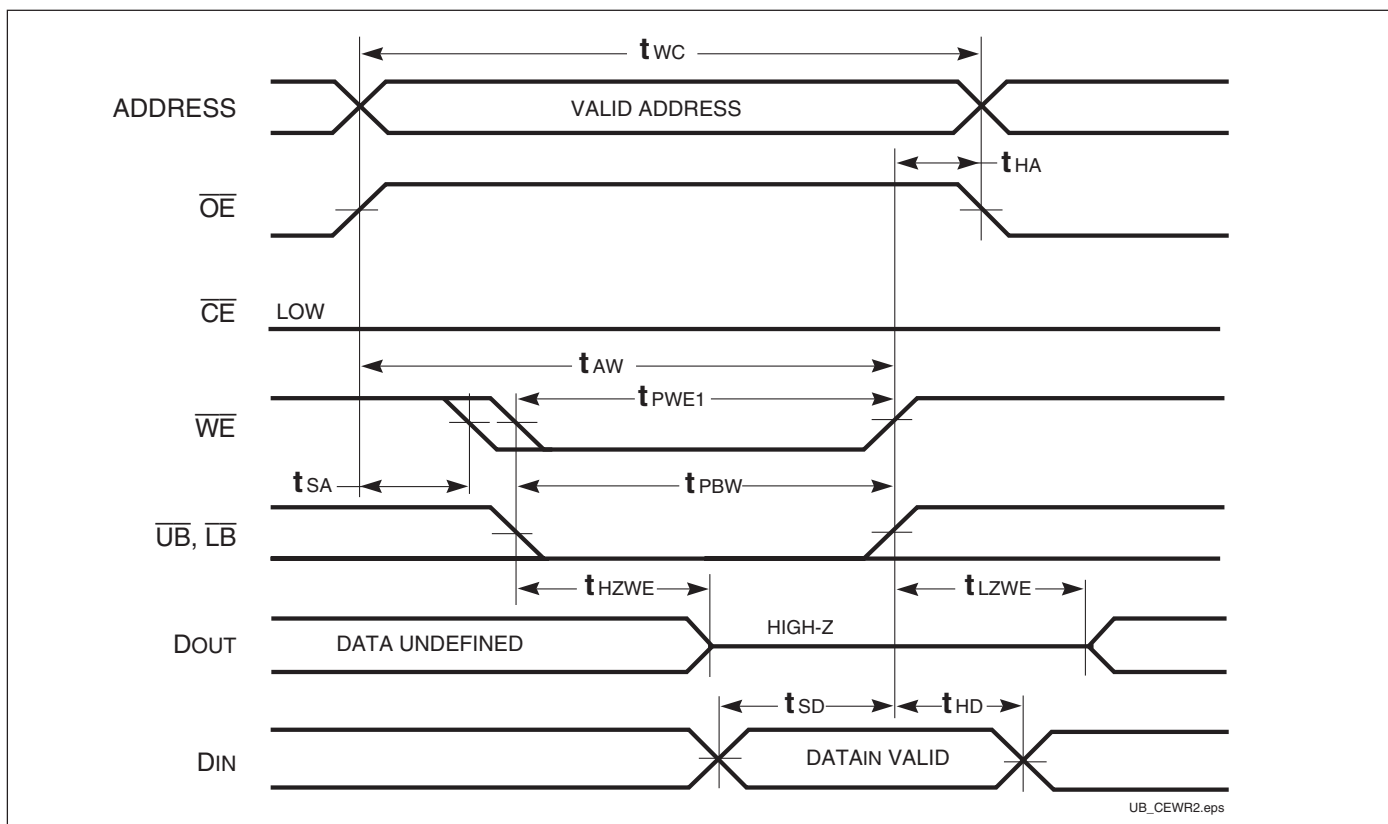 tWC
ADDRESS
VALID ADDRESS
tHA
OE
CE
LOW
tAW
tPWE1
WE
tSA
tPBW
UB, LB
tHZWE
tLZWE
DOUT
DATA UNDEFINED
HIGH-Z
tSD
tHD
DIN
DATAIN VALID
UB_CEWR2.eps